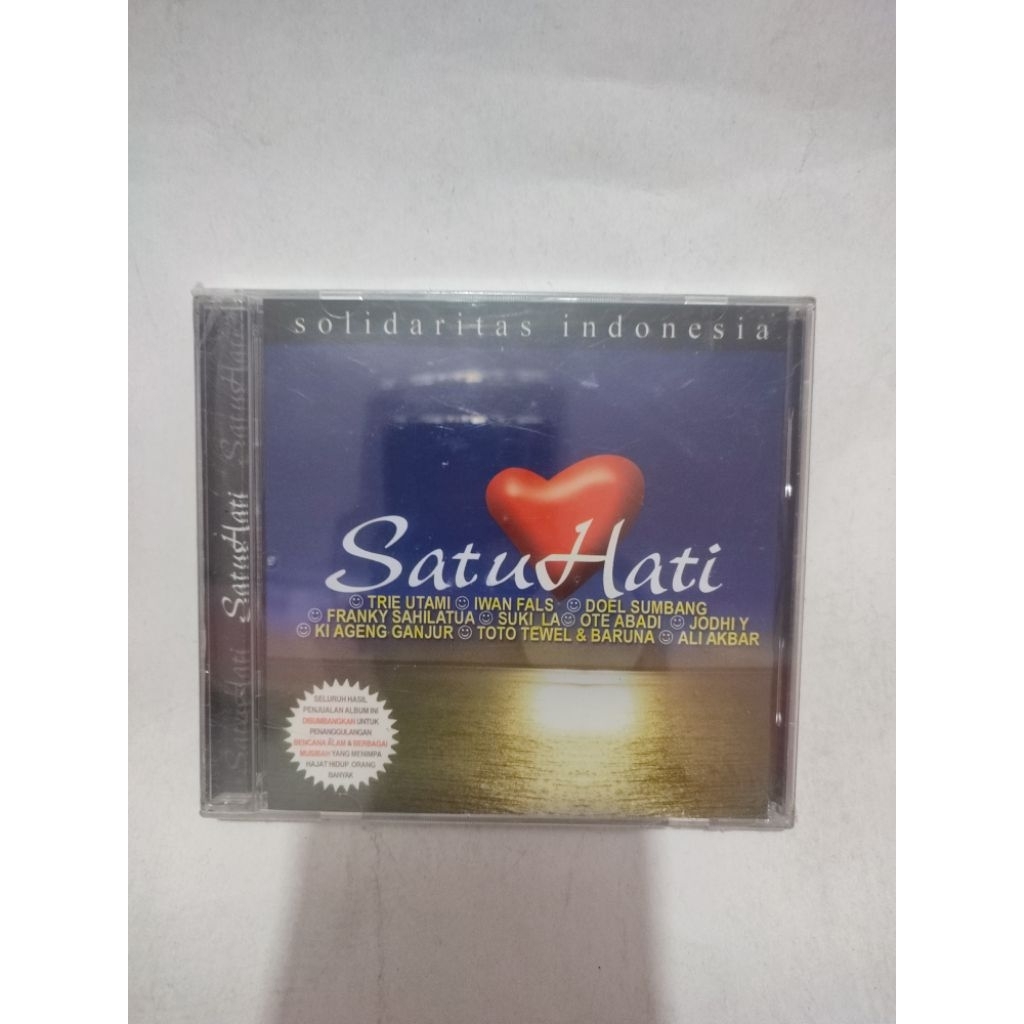 solidaritas indonesia
SatuHati
TRIE UTAMI IWAN FALS DOEL SUMBANG
FRANKY SAHILATUA SUKI LA OTE ABADI JODHI Y
KI AGENG GANJUR TOTO TEWEL & BARUNA ALI AKBAR
SELURUH HASIL
PENJUALAN ALBUM INI
DISUMBANGKAN UNTUK
PENANGGULANGAN
BENCANA ALAM & BERBAGAI
MUSIBAH YANG MENIMPA
HAJAT HIDUP ORANG
BANYAK
SatuHati SatuHati SatuHati